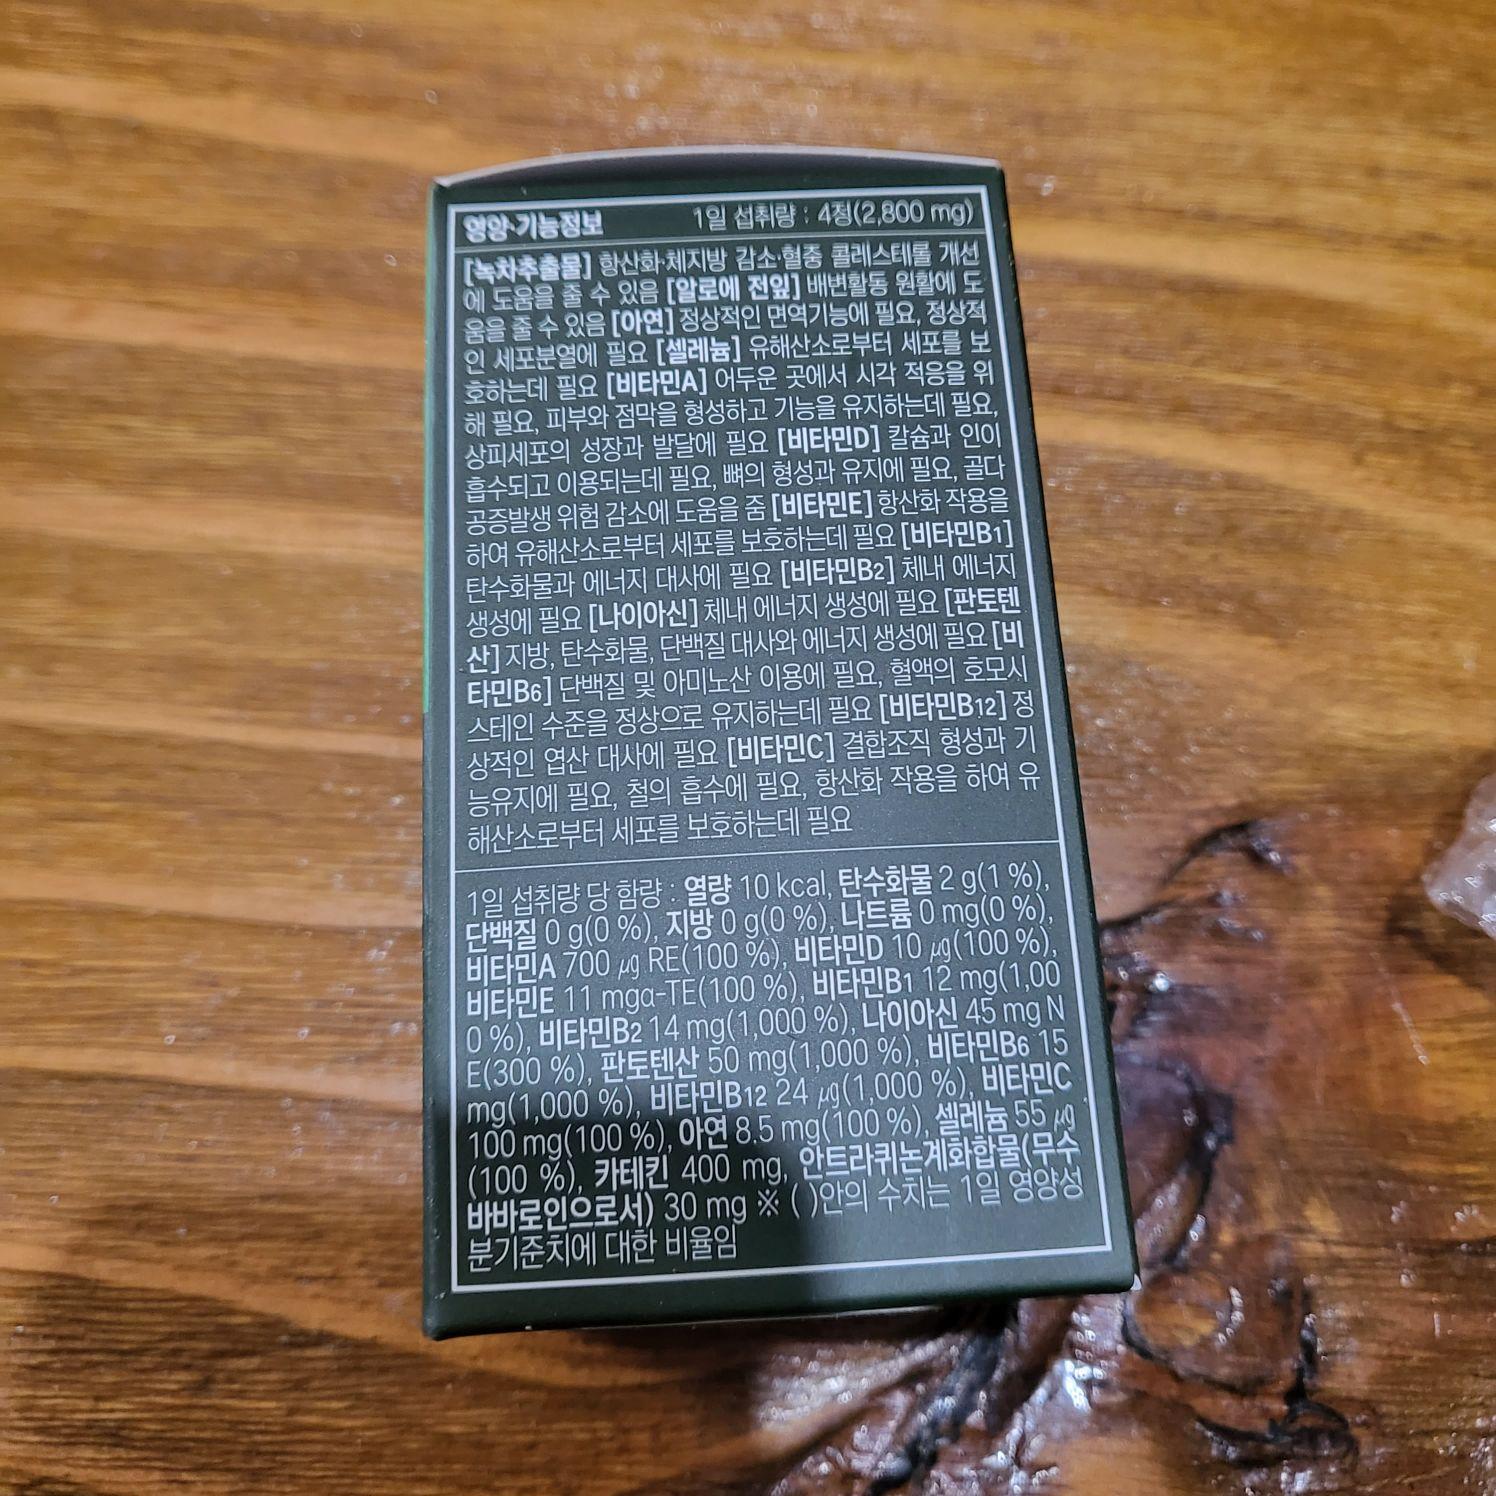 영양·기능정보 1일 섭취량 : 4정(2,800 mg)
[녹차추출물] 항산화·체지방 감소·혈중 콜레스테롤 개선
에 도움을 줄 수 있음 [알로에 전잎] 배변활동 원활에 도
움을 줄 수 있음 [아연] 정상적인 면역기능에 필요, 정상적
인 세포분열에 필요 [셀레늄] 유해산소로부터 세포를 보
호하는데 필요 [비타민A] 어두운 곳에서 시각 적응을 위
해 필요, 피부와 점막을 형성하고 기능을 유지하는데 필요,
상피세포의 성장과 발달에 필요 [비타민D] 칼슘과 인이
흡수되고 이용되는데 필요, 뼈의 형성과 유지에 필요, 골다
공증발생 위험 감소에 도움을 줌 [비타민E] 항산화 작용을
하여 유해산소로부터 세포를 보호하는데 필요 [비타민B1]
탄수화물과 에너지 대사에 필요 [비타민B2] 체내 에너지
생성에 필요 [나이아신] 체내 에너지 생성에 필요 [판토텐
산] 지방, 탄수화물, 단백질 대사와 에너지 생성에 필요 [비
타민B6] 단백질 및 아미노산 이용에 필요, 혈액의 호모시
스테인 수준을 정상으로 유지하는데 필요 [비타민B12] 정
상적인 엽산 대사에 필요 [비타민C] 결합조직 형성과 기
능유지에 필요, 철의 흡수에 필요, 항산화 작용을 하여 유
해산소로부터 세포를 보호하는데 필요
1일 섭취량 당 함량 : 열량 10 kcal, 탄수화물 2 g(1 %),
단백질 0 g(0 %), 지방 0 g(0 %), 나트륨 0 mg(0 %),
비타민A 700 μg RE(100 %), 비타민D 10 μg(100 %),
비타민E 11 mgα-TE(100 %), 비타민B1 12 mg(1,00
0 %), 비타민B2 14 mg(1,000 %), 나이아신 45 mg N
E(300 %), 판토텐산 50 mg(1,000 %), 비타민B6 15
mg(1,000 %), 비타민B12 24 μg(1,000 %), 비타민C
100 mg(100 %), 아연 8.5 mg(100 %), 셀레늄 55 μg
(100 %), 카테킨 400 mg, 안트라퀴논계화합물(무수
바바로인으로서) 30 mg ※ ( )안의 수치는 1일 영양성
분기준치에 대한 비율임